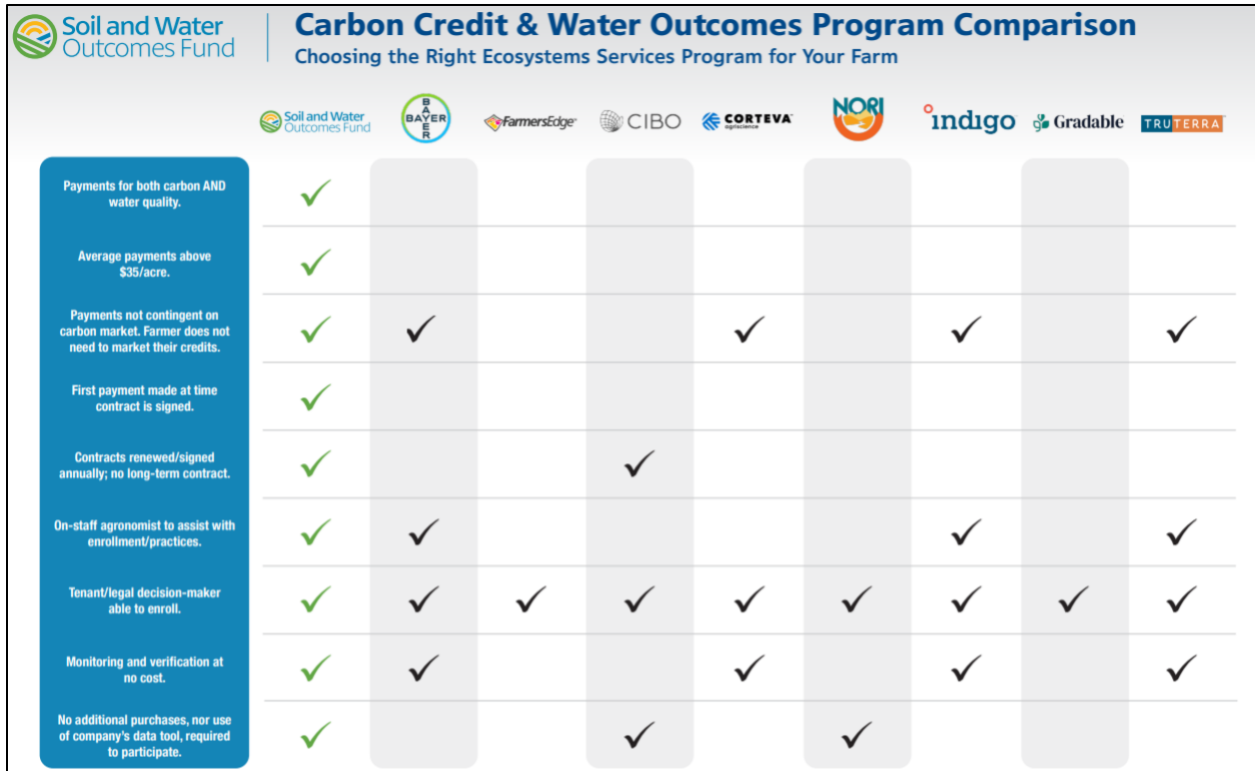 Soil and Water
Outcomes Fund
Carbon Credit & Water Outcomes Program Comparison
Choosing the Right Ecosystems Services Program for Your Farm
Soil and Water
Outcomes Fund
BAYER
BAYER
FarmersEdge
CIBO
CORTEVA
agriscience
NORI
indigo
Gradable
TRUTERRA
Payments for both carbon AND
water quality.
Average payments above
$35/acre.
Payments not contingent on
carbon market. Farmer does not
need to market their credits.
First payment made at time
contract is signed.
Contracts renewed/signed
annually; no long-term contract.
On-staff agronomist to assist with
enrollment/practices.
Tenant/legal decision-maker
able to enroll.
Monitoring and verification at
no cost.
No additional purchases, nor use
of company's data tool, required
to participate.